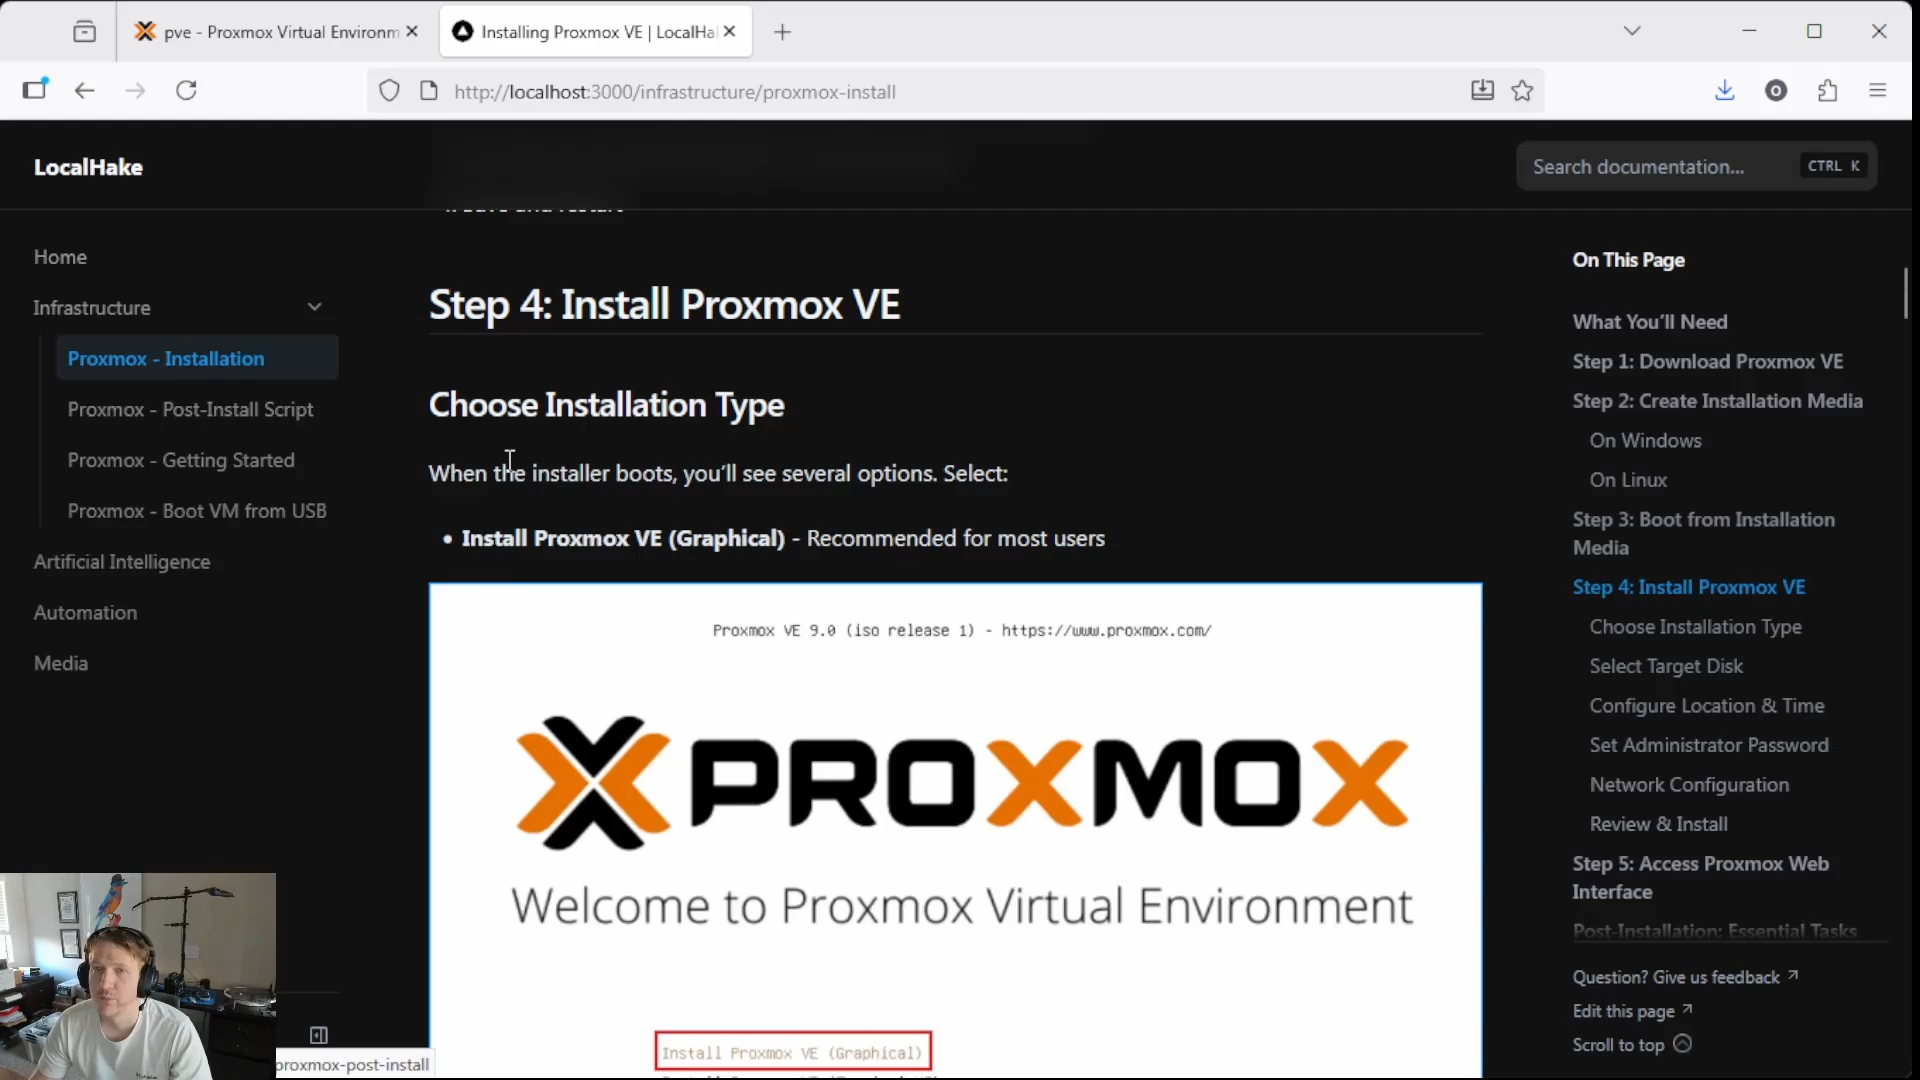 pve - Proxmox Virtual Environm
Installing Proxmox VE | LocalHa
http://localhost:3000/infrastructure/proxmox-install
LocalHake
Search documentation...
CTRL K
Home
Infrastructure
Proxmox - Installation
Proxmox - Post-Install Script
Proxmox - Getting Started
Proxmox - Boot VM from USB
Artificial Intelligence
Automation
Media
Step 4: Install Proxmox VE
Choose Installation Type
When the installer boots, you'll see several options. Select:
• Install Proxmox VE (Graphical) - Recommended for most users
Proxmox VE 9.0 (iso release 1) - https://www.proxmox.com/
PROXMOX
Welcome to Proxmox Virtual Environment
Install Proxmox VE (Graphical)
On This Page
What You'll Need
Step 1: Download Proxmox VE
Step 2: Create Installation Media
On Windows
On Linux
Step 3: Boot from Installation
Media
Step 4: Install Proxmox VE
Choose Installation Type
Select Target Disk
Configure Location & Time
Set Administrator Password
Network Configuration
Review & Install
Step 5: Access Proxmox Web
Interface
Post-Installation: Essential Tasks
Question? Give us feedback
Edit this page
Scroll to top
proxmox-post-install